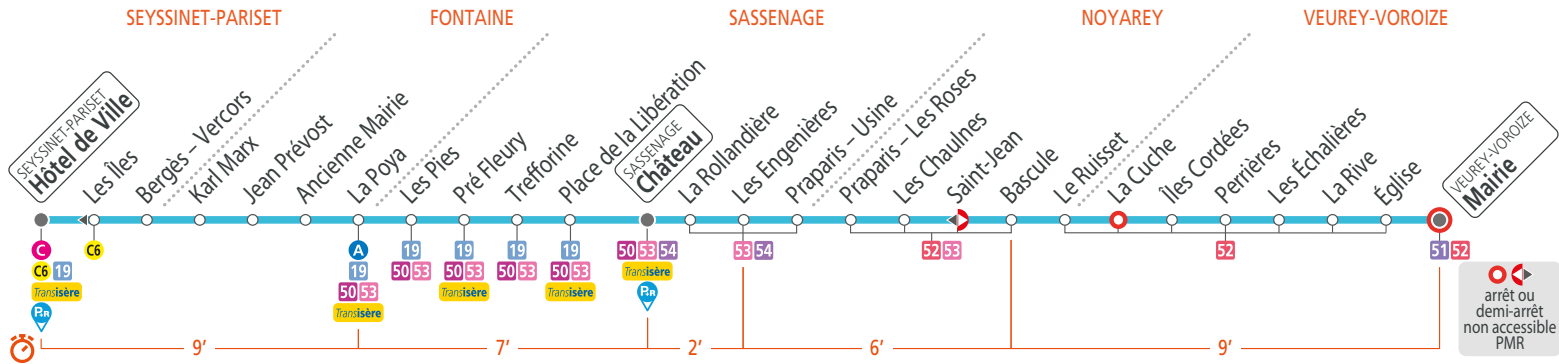 SEYSSINET-PARISET
FONTAINE
SASSENAGE
NOYAREY
VEUREY-VOROIZE
SEYSSINET-PARISET
Hôtel de Ville
Les Îles
Bergès – Vercors
Karl Marx
Jean Prévost
Ancienne Mairie
La Poya
Les Pies
Pré Fleury
Trefforine
Place de la Libération
SASSENAGE
Château
La Rollandière
Les Engenières
Praparis – Usine
Praparis – Les Roses
Les Chaulnes
Saint-Jean
Bascule
Le Ruisset
La Cuche
Îles Cordées
Perrières
Les Échalières
La Rive
Église
VEUREY-VOROIZE
Mairie
C
C6 19
Transisère
P+R
C6
A
19
50 53
Transisère
19
50 53
19
50 53
Transisère
19
50 53
19
50 53
Transisère
50 53 54
Transisère
P+R
53 54
52 53
52
51 52
arrêt ou
demi-arrêt
non accessible
PMR
9’
7’
2’
6’
9’